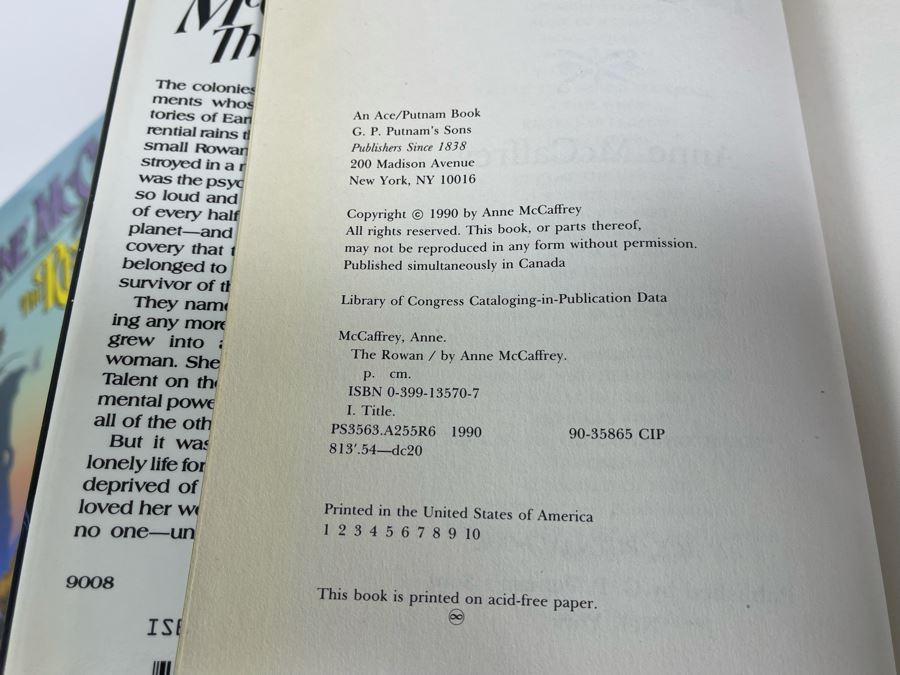 The colonies
ments whos
tories of Ear
rential rains t
small Rowan
stroyed in a r
was the psyc
so loud and
of every half
planet—and
covery that t
belonged to
survivor of th
They name
ing any more
grew into a
woman. She
Talent on the
mental powe
all of the oth
But it was
lonely life for
deprived of
loved her wo
no one—un
9008
An Ace/Putnam Book
G. P. Putnam's Sons
Publishers Since 1838
200 Madison Avenue
New York, NY 10016
Copyright © 1990 by Anne McCaffrey
All rights reserved. This book, or parts thereof,
may not be reproduced in any form without permission.
Published simultaneously in Canada
Library of Congress Cataloging-in-Publication Data
McCaffrey, Anne.
The Rowan / by Anne McCaffrey.
p. cm.
ISBN 0-399-13570-7
I. Title.
PS3563.A255R6 1990 90-35865 CIP
813'.54—dc20
Printed in the United States of America
1 2 3 4 5 6 7 8 9 10
This book is printed on acid-free paper.
♾